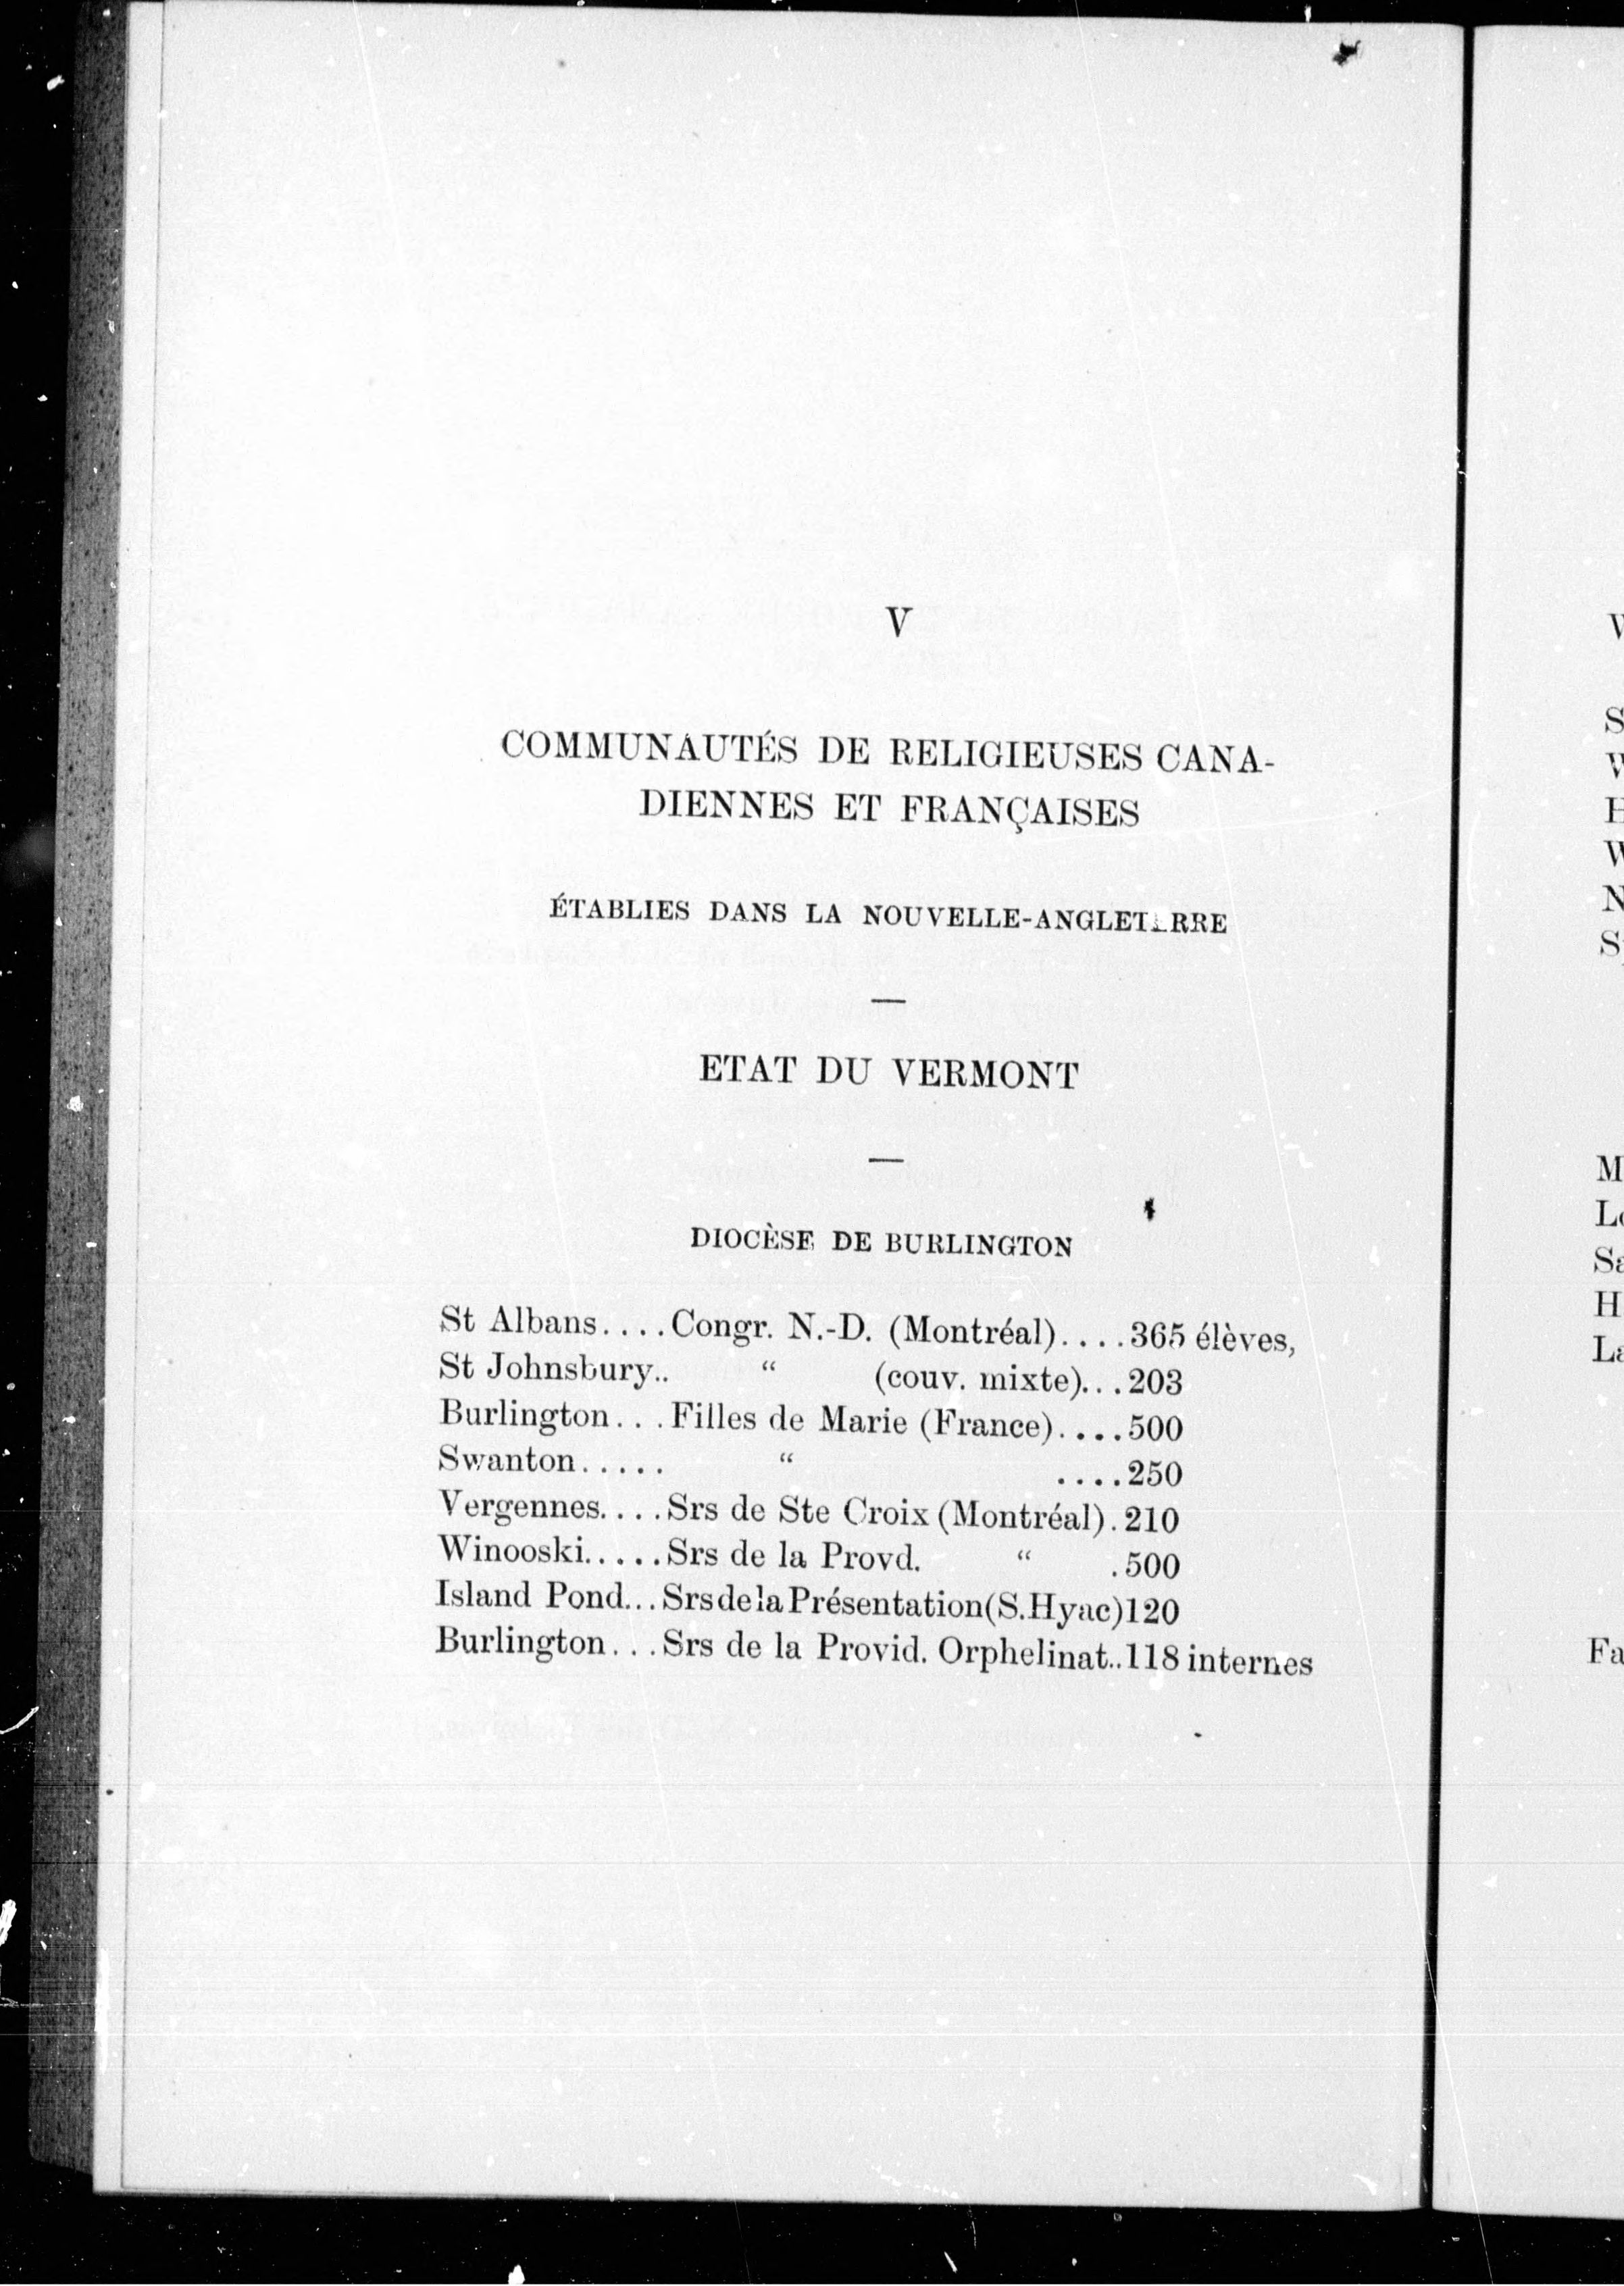 V
COMMUNAUTÉS DE RELIGIEUSES CANA-
DIENNES ET FRANÇAISES
ÉTABLIES DANS LA NOUVELLE-ANGLETERRE
—
ETAT DU VERMONT
—
DIOCÈSE DE BURLINGTON
St Albans....Congr. N.-D. (Montréal)....365 élèves,
St Johnsbury.. “ (couv. mixte)...203
Burlington...Filles de Marie (France)....500
Swanton..... “ ....250
Vergennes....Srs de Ste Croix (Montréal).210
Winooski.....Srs de la Provd. “ .500
Island Pond...Srs de la Présentation (S. Hyac)120
Burlington...Srs de la Provid. Orphelinat..118 internes